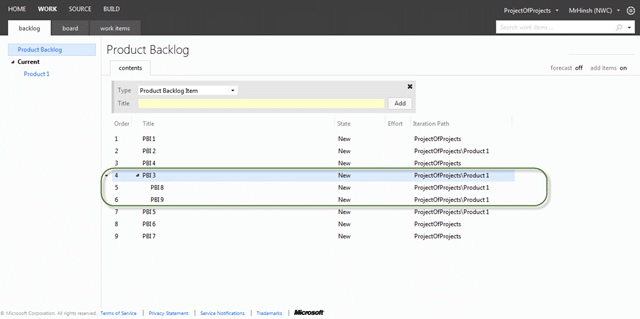 HOME WORK SOURCE BUILD ProjectOfProjects MrHinsh (NWC)
backlog board work items Search work items ...
Product Backlog
Current
Product 1
Product Backlog
contents forecast off add items on
Type Product Backlog Item
Title Add
Order Title State Effort Iteration Path
1 PBI 1 New ProjectOfProjects
2 PBI 2 New ProjectOfProjects\Product 1
3 PBI 4 New ProjectOfProjects
4 PBI 3 New ProjectOfProjects\Product 1
5 PBI 8 New ProjectOfProjects\Product 1
6 PBI 9 New ProjectOfProjects\Product 1
7 PBI 5 New ProjectOfProjects\Product 1
8 PBI 6 New ProjectOfProjects
9 PBI 7 New ProjectOfProjects
© Microsoft Corporation. All rights reserved. Terms of Service | Privacy Statement | Service Notifications | Trademarks | Microsoft